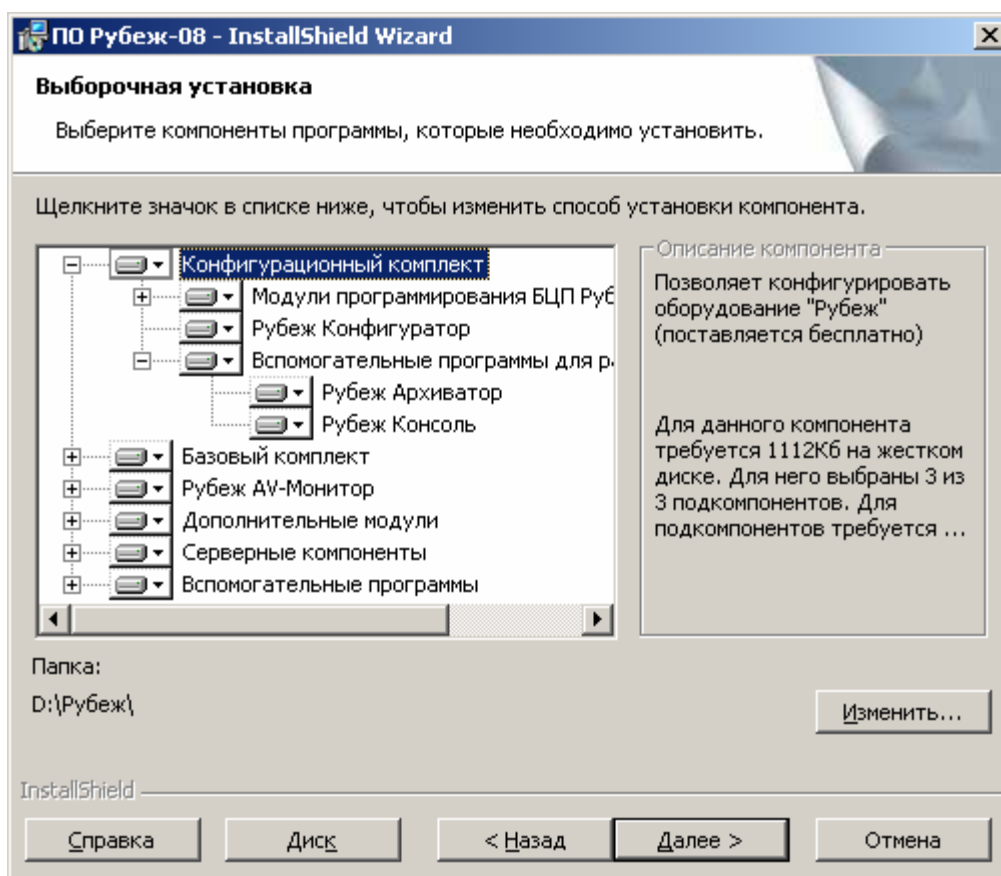 ПО Рубеж-08 - InstallShield Wizard
Выборочная установка
Выберите компоненты программы, которые необходимо установить.
Щелкните значок в списке ниже, чтобы изменить способ установки компонента.
Конфигурационный комплект
Модули программирования БЦП Руб
Рубеж Конфигуратор
Вспомогательные программы для р
Рубеж Архиватор
Рубеж Консоль
Базовый комплект
Рубеж AV-Монитор
Дополнительные модули
Серверные компоненты
Вспомогательные программы
Описание компонента
Позволяет конфигурировать
оборудование "Рубеж"
(поставляется бесплатно)
Для данного компонента
требуется 1112Кб на жестком
диске. Для него выбраны 3 из
3 подкомпонентов. Для
подкомпонентов требуется ...
Папка:
D:\Рубеж\
Изменить...
InstallShield
Справка
Диск
< Назад
Далее >
Отмена